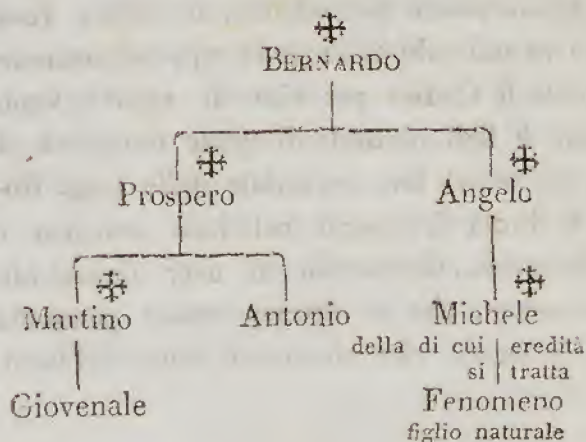 BERNARDO
Prospero Angelo
Martino Antonio Michele
della di cui eredità
si tratta
Giovenale Fenomeno
figlio naturale